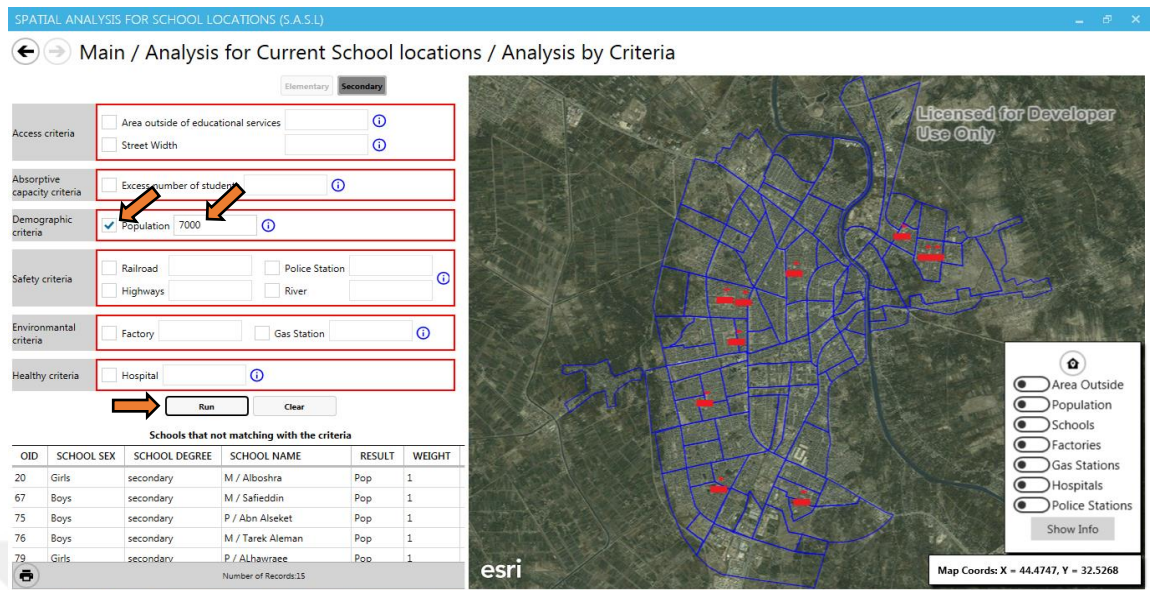 SPATIAL ANALYSIS FOR SCHOOL LOCATIONS (S.A.S.L)
Main / Analysis for Current School locations / Analysis by Criteria
Elementary Secondary
Access criteria
Area outside of educational services
Street Width
Absorptive capacity criteria
Excess number of student
Demographic criteria
Population 7000
Safety criteria
Railroad Police Station
Highways River
Environmantal criteria
Factory Gas Station
Healthy criteria
Hospital
Run Clear
Schools that not matching with the criteria
OID SCHOOL SEX SCHOOL DEGREE SCHOOL NAME RESULT WEIGHT
20 Girls secondary M / Alboshra Pop 1
67 Boys secondary M / Safieddin Pop 1
75 Boys secondary P / Abn Alseket Pop 1
76 Boys secondary M / Tarek Aleman Pop 1
79 Girls secondary P / ALhawraee Pop 1
Number of Records:15
Licensed for Developer
Use Only
Area Outside
Population
Schools
Factories
Gas Stations
Hospitals
Police Stations
Show Info
esri
Map Coords: X = 44.4747, Y = 32.5268